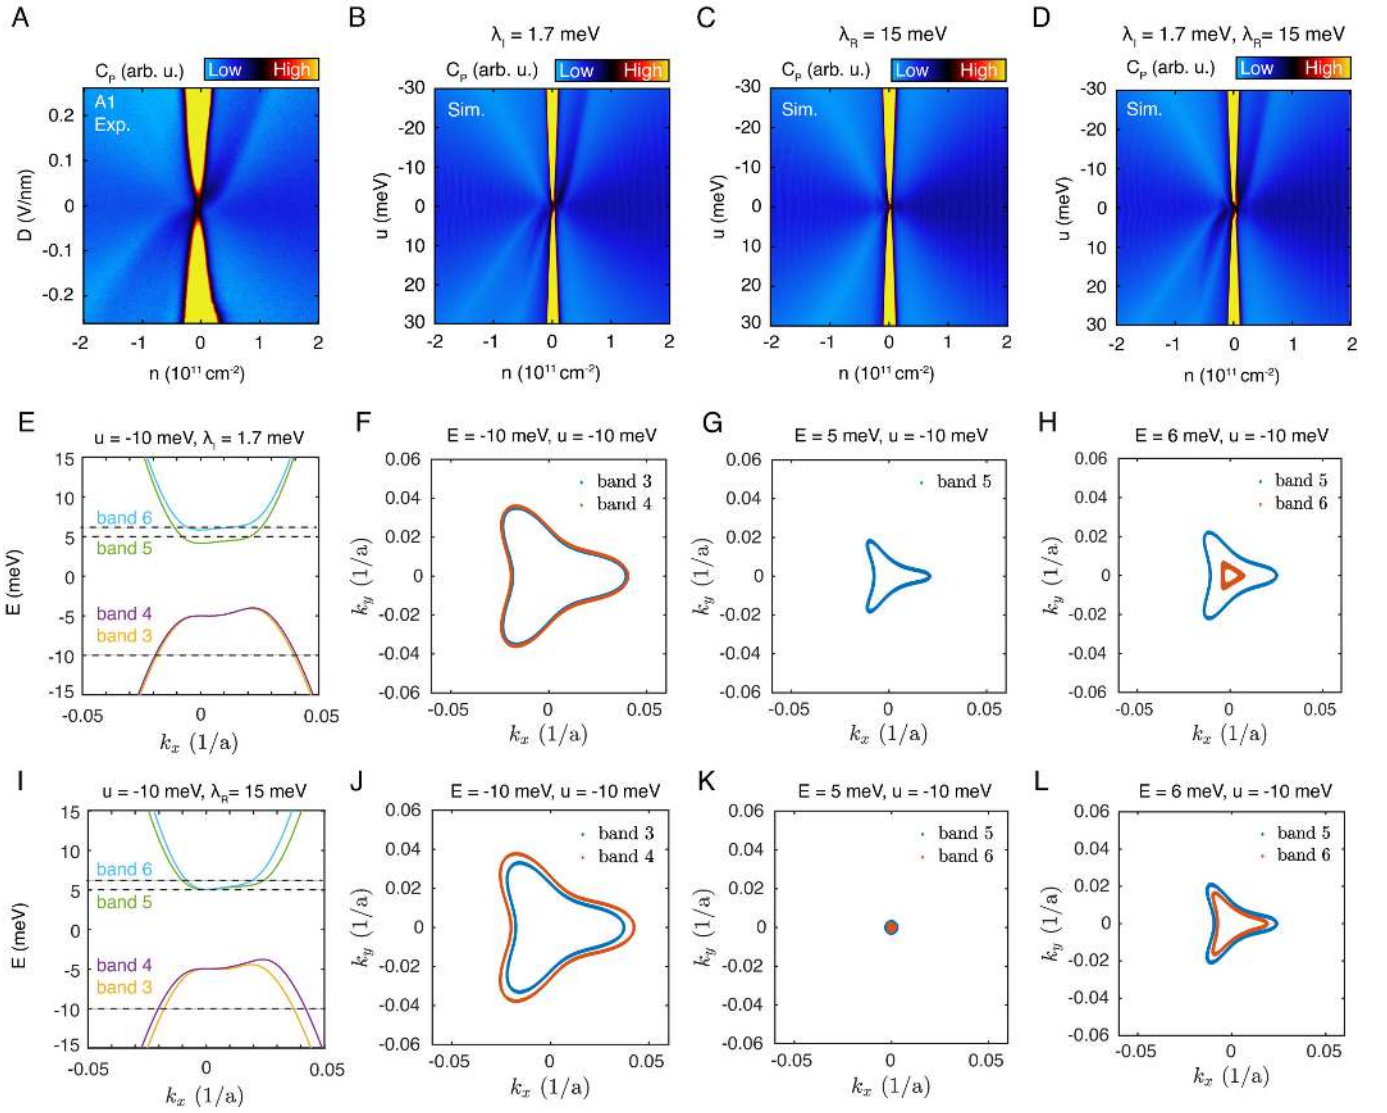 A
B
C
D
λI = 1.7 meV
λR = 15 meV
λI = 1.7 meV, λR= 15 meV
CP (arb. u.) Low High
CP (arb. u.) Low High
CP (arb. u.) Low High
CP (arb. u.) Low High
A1
Exp.
Sim.
Sim.
Sim.
D (V/nm)
0.2
0.1
0
-0.1
-0.2
-2 -1 0 1 2
n (10¹¹ cm⁻²)
u (meV)
-30
-20
-10
0
10
20
30
-2 -1 0 1 2
n (10¹¹ cm⁻²)
u (meV)
-30
-20
-10
0
10
20
30
-2 -1 0 1 2
n (10¹¹ cm⁻²)
u (meV)
-30
-20
-10
0
10
20
30
-2 -1 0 1 2
n (10¹¹ cm⁻²)
E
u = -10 meV, λI = 1.7 meV
E (meV)
15
10
5
0
-5
-10
-15
band 6
band 5
band 4
band 3
-0.05 0 0.05
kx (1/a)
F
E = -10 meV, u = -10 meV
band 3
band 4
ky (1/a)
0.06
0.04
0.02
0
-0.02
-0.04
-0.06
-0.05 0 0.05
kx (1/a)
G
E = 5 meV, u = -10 meV
band 5
ky (1/a)
0.06
0.04
0.02
0
-0.02
-0.04
-0.06
-0.05 0 0.05
kx (1/a)
H
E = 6 meV, u = -10 meV
band 5
band 6
ky (1/a)
0.06
0.04
0.02
0
-0.02
-0.04
-0.06
-0.05 0 0.05
kx (1/a)
I
u = -10 meV, λR= 15 meV
E (meV)
15
10
5
0
-5
-10
-15
band 6
band 5
band 4
band 3
-0.05 0 0.05
kx (1/a)
J
E = -10 meV, u = -10 meV
band 3
band 4
ky (1/a)
0.06
0.04
0.02
0
-0.02
-0.04
-0.06
-0.05 0 0.05
kx (1/a)
K
E = 5 meV, u = -10 meV
band 5
band 6
ky (1/a)
0.06
0.04
0.02
0
-0.02
-0.04
-0.06
-0.05 0 0.05
kx (1/a)
L
E = 6 meV, u = -10 meV
band 5
band 6
ky (1/a)
0.06
0.04
0.02
0
-0.02
-0.04
-0.06
-0.05 0 0.05
kx (1/a)